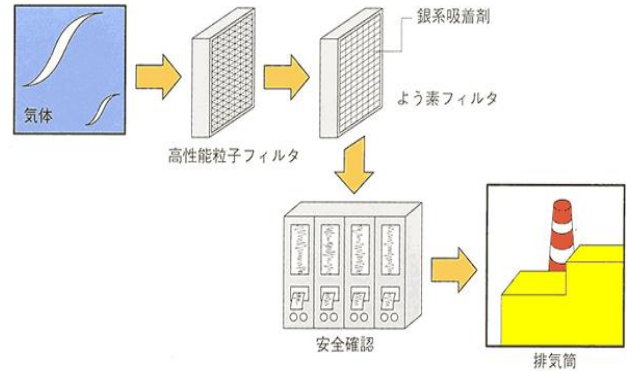 銀系吸着剤
気体
よう素フィルタ
高性能粒子フィルタ
安全確認
排気筒